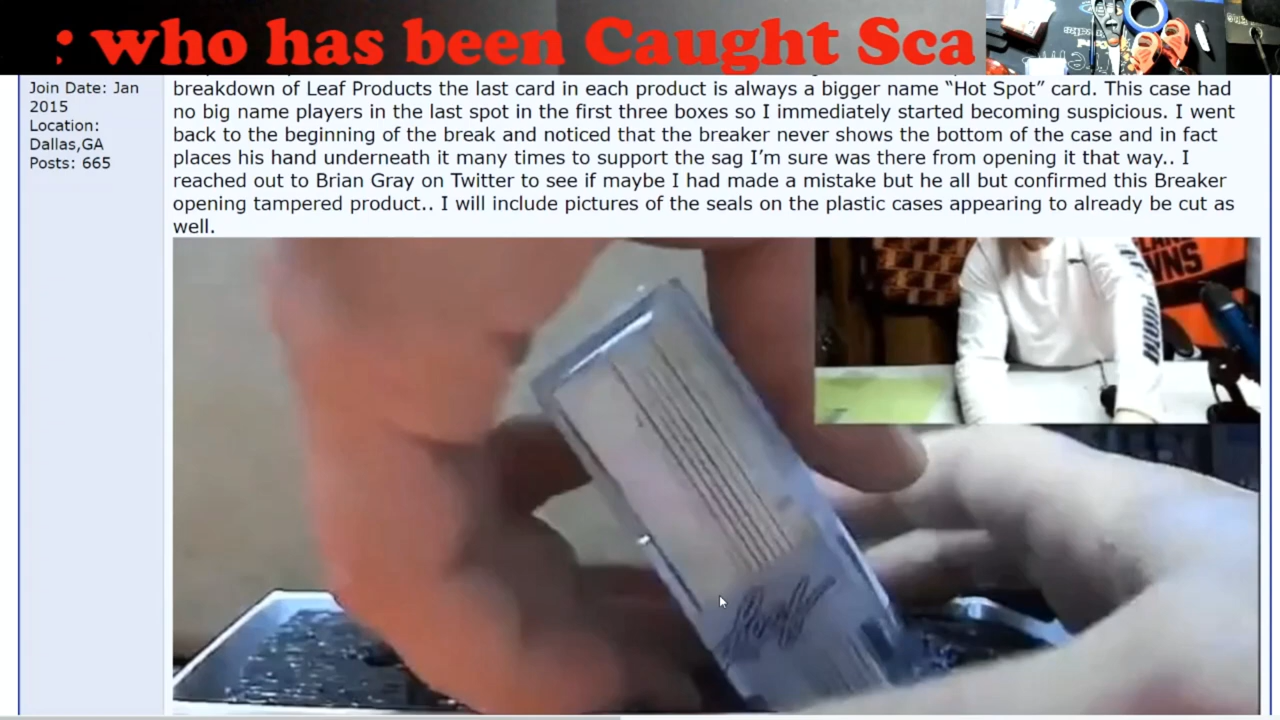 : who has been Caught Sca
Join Date: Jan
2015
Location:
Dallas,GA
Posts: 665
breakdown of Leaf Products the last card in each product is always a bigger name “Hot Spot” card. This case had
no big name players in the last spot in the first three boxes so I immediately started becoming suspicious. I went
back to the beginning of the break and noticed that the breaker never shows the bottom of the case and in fact
places his hand underneath it many times to support the sag I’m sure was there from opening it that way.. I
reached out to Brian Gray on Twitter to see if maybe I had made a mistake but he all but confirmed this Breaker
opening tampered product.. I will include pictures of the seals on the plastic cases appearing to already be cut as
well.
Leaf